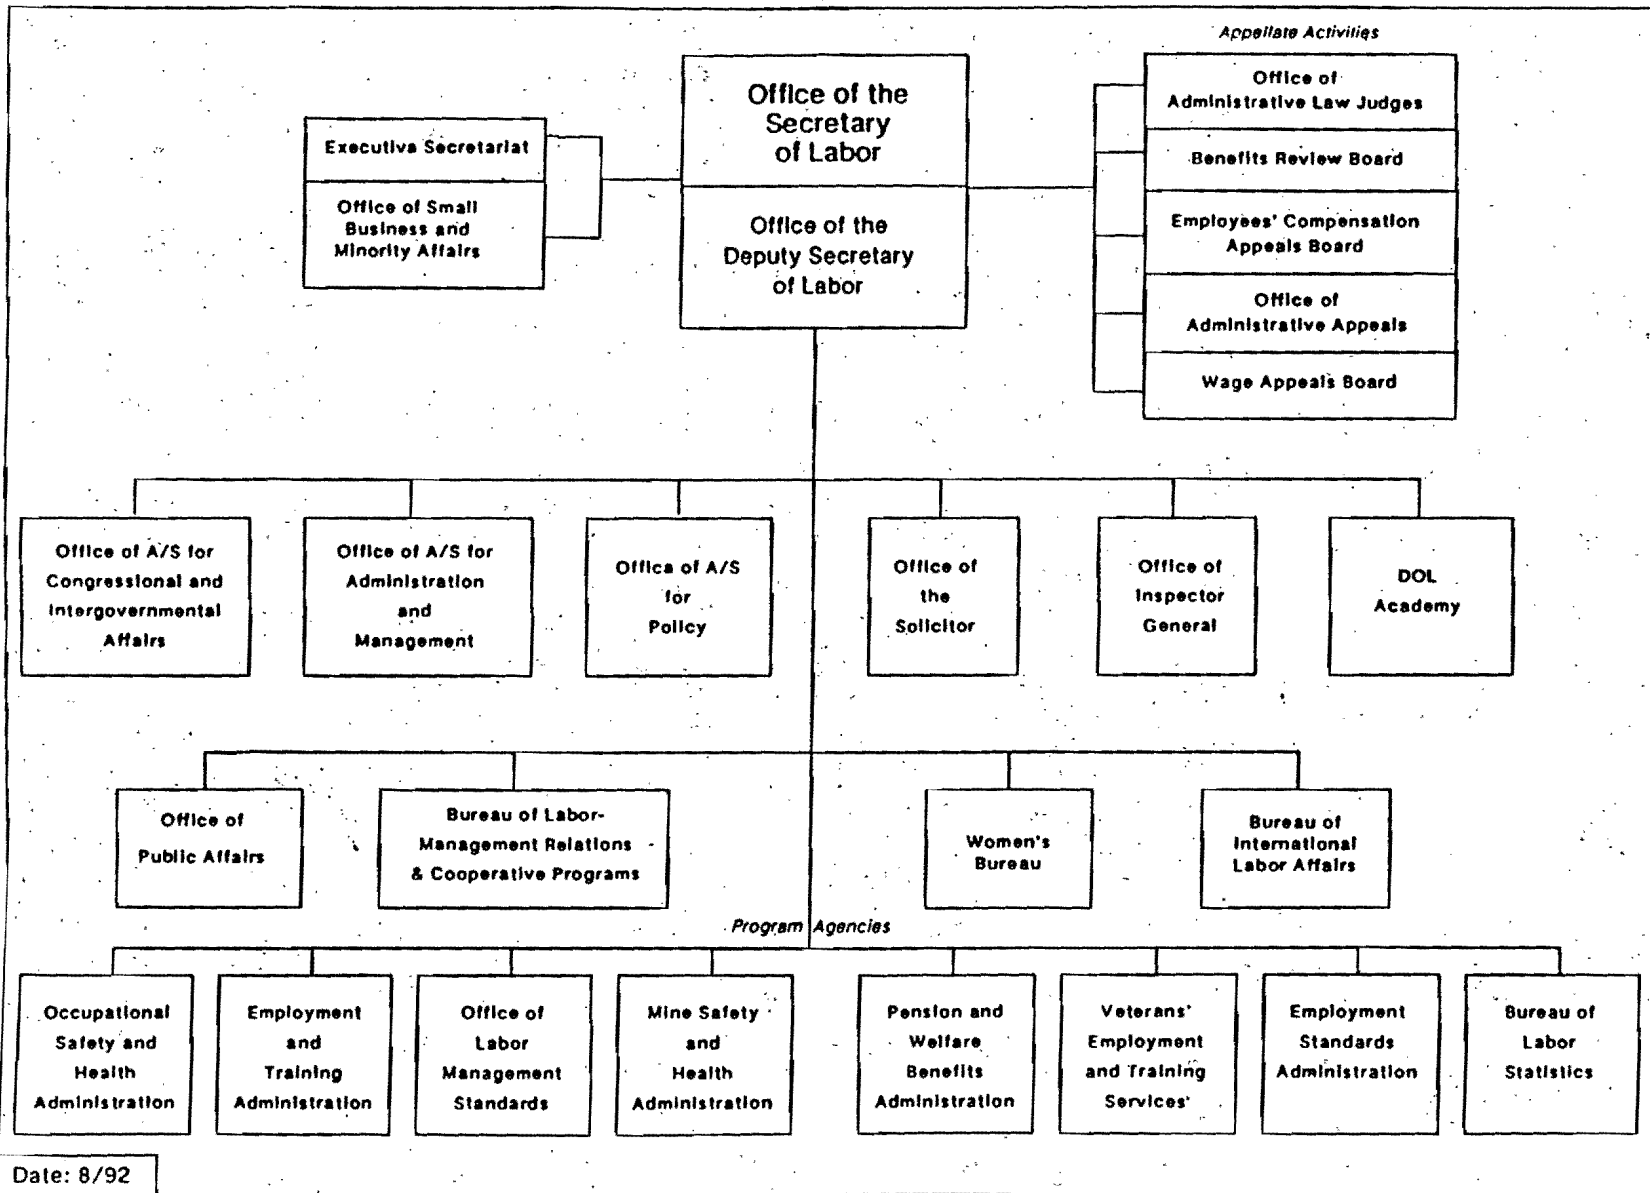 Appellate Activities
Office of the
Secretary
of Labor
Office of the
Deputy Secretary
of Labor
Executive Secretariat
Office of Small
Business and
Minority Affairs
Office of
Administrative Law Judges
Benefits Review Board
Employees' Compensation
Appeals Board
Office of
Administrative Appeals
Wage Appeals Board
Office of A/S for
Congressional and
Intergovernmental
Affairs
Office of A/S for
Administration
and
Management
Office of A/S
for
Policy
Office of
the
Solicitor
Office of
Inspector
General
DOL
Academy
Office of
Public Affairs
Bureau of Labor-
Management Relations
& Cooperative Programs
Women's
Bureau
Bureau of
International
Labor Affairs
Program Agencies
Occupational
Safety and
Health
Administration
Employment
and
Training
Administration
Office of
Labor
Management
Standards
Mine Safety
and
Health
Administration
Pension and
Welfare
Benefits
Administration
Veterans'
Employment
and Training
Services'
Employment
Standards
Administration
Bureau of
Labor
Statistics
Date: 8/92